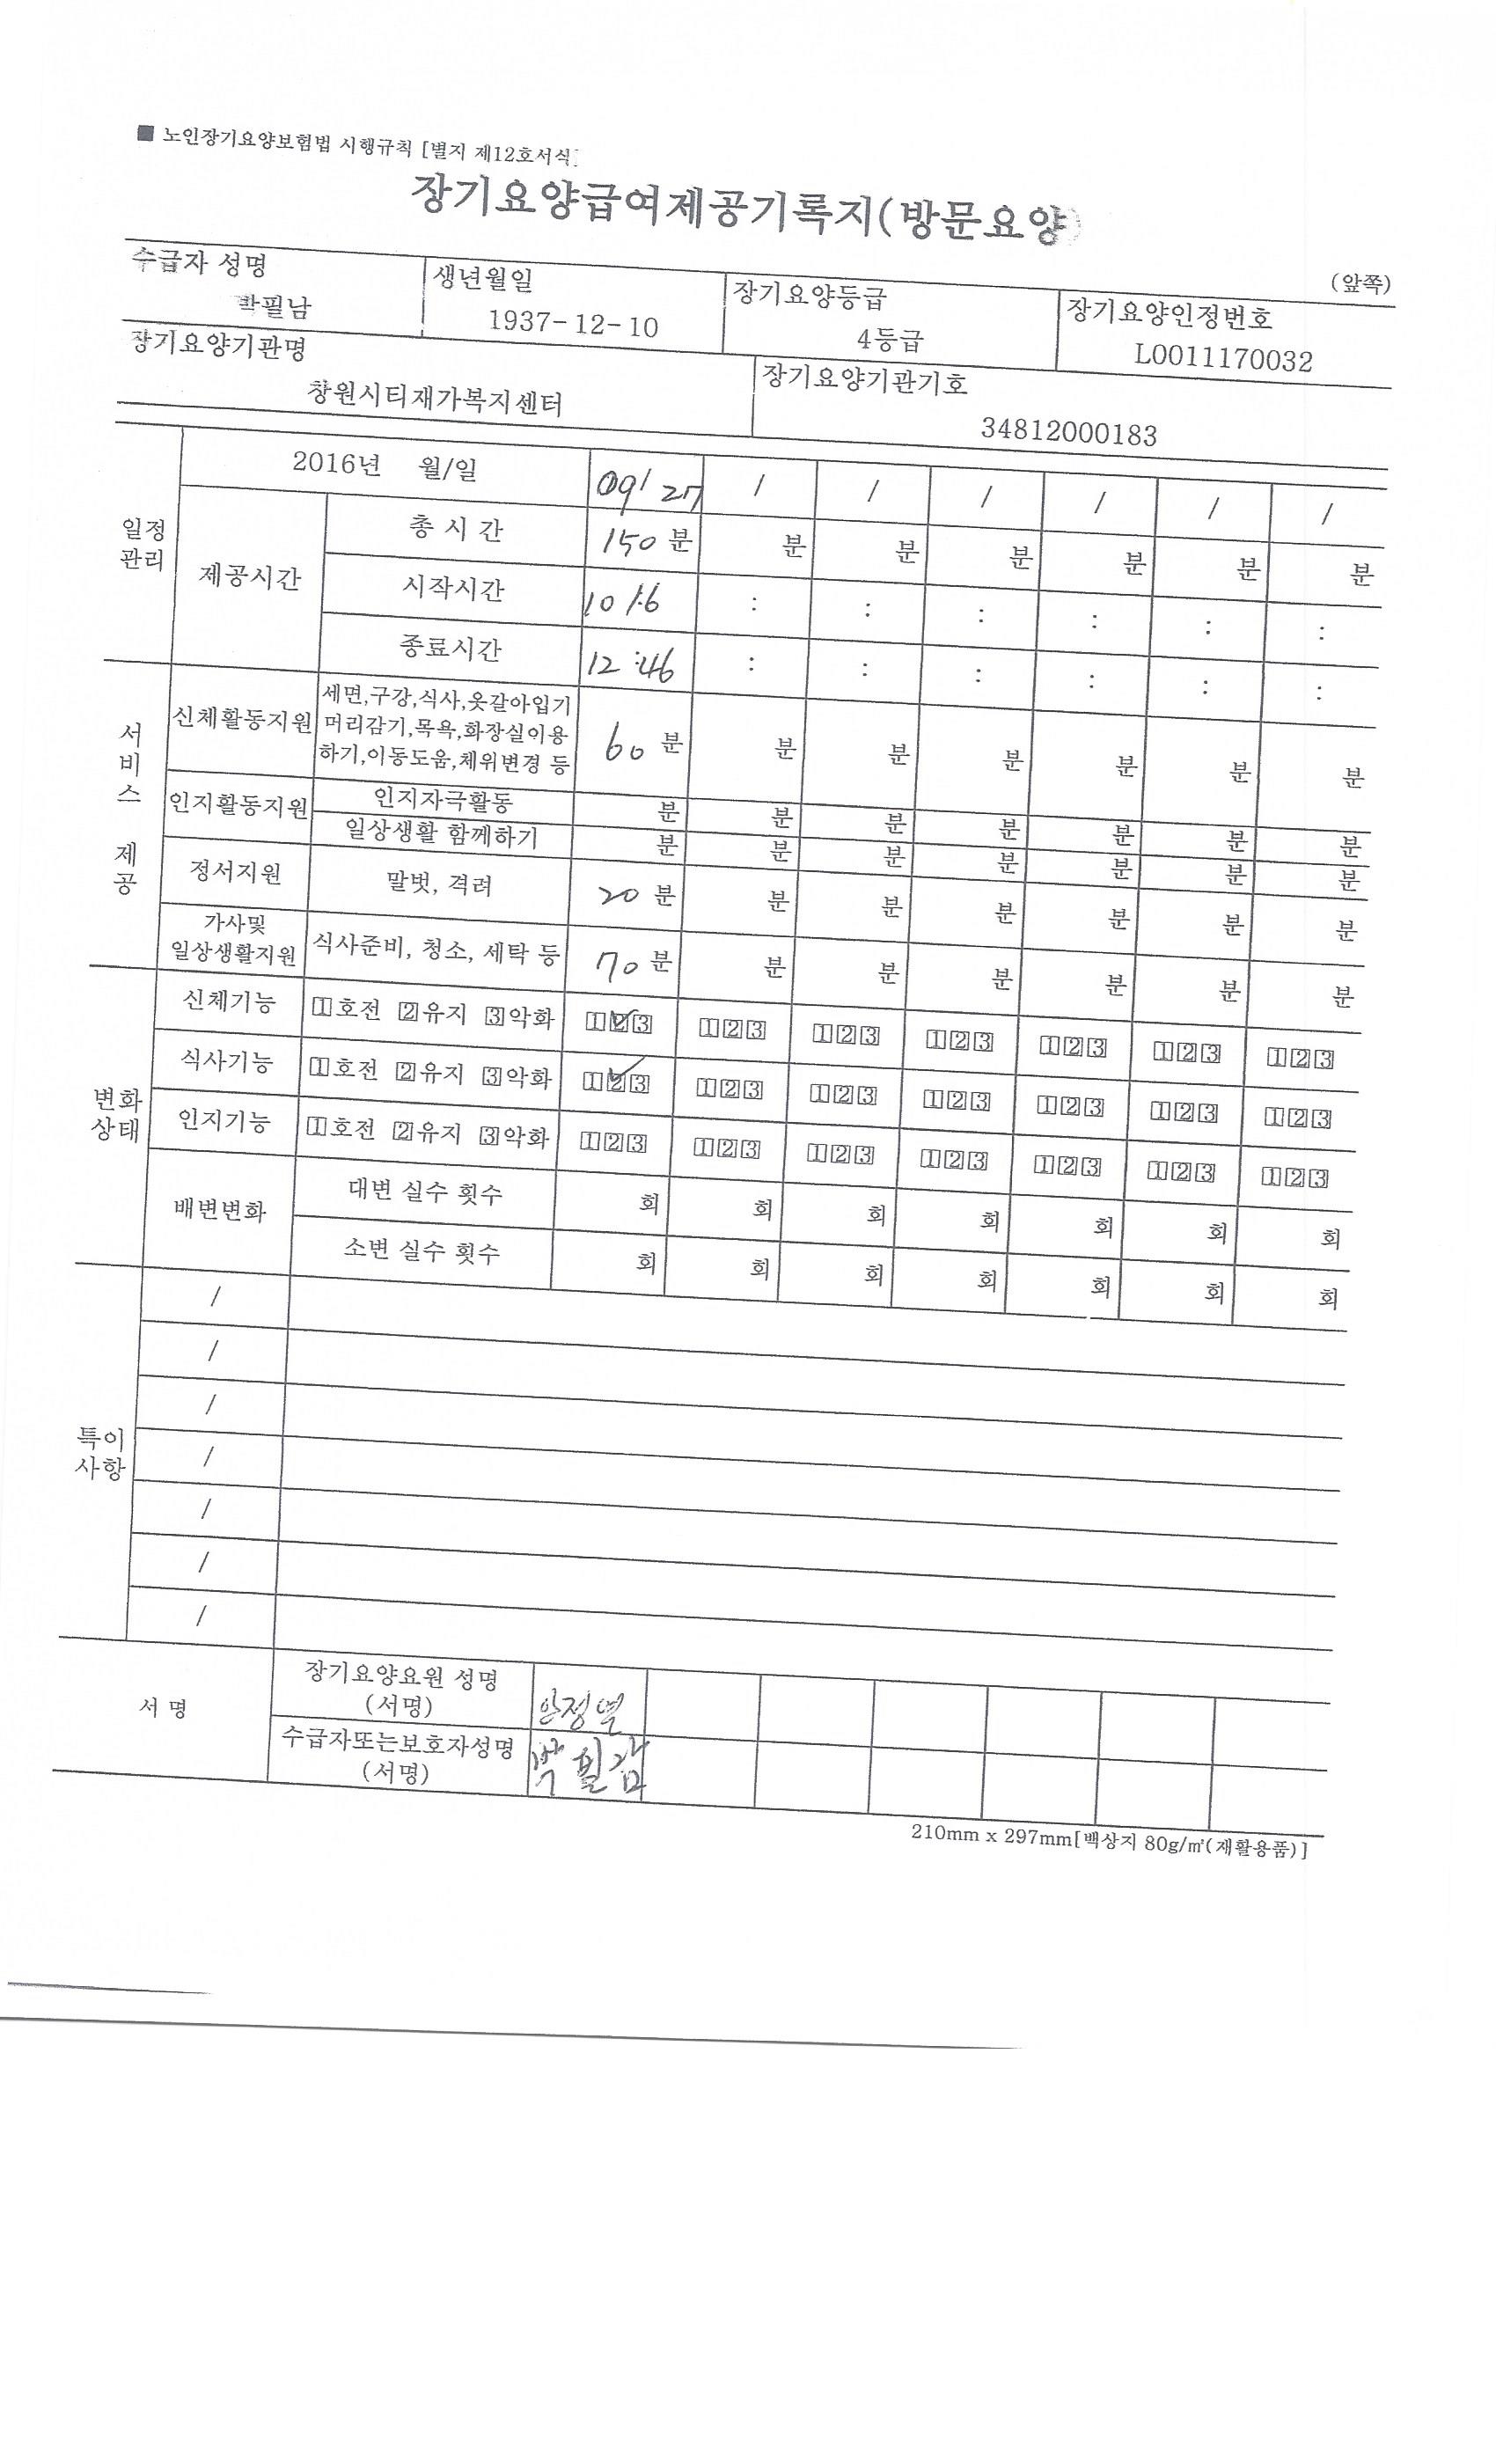 ■ 노인장기요양보험법 시행규칙 [별지 제12호서식]
장기요양급여제공기록지(방문요양)
(앞쪽)
수급자 성명 생년월일 장기요양등급 장기요양인정번호
박필남 1937-12-10 4등급 L0011170032
장기요양기관명 장기요양기관기호
창원시티재가복지센터 34812000183
일정
관리
2016년 월/일 09/27 / / / / / /
제공시간
총 시 간 150 분 분 분 분 분 분 분
시작시간 10 16 : : : : : :
종료시간 12:46 : : : : : :
서
비
스
제
공
신체활동지원
세면,구강,식사,옷갈아입기
머리감기,목욕,화장실이용
하기,이동도움,체위변경 등
60 분 분 분 분 분 분 분
인지활동지원
인지자극활동 분 분 분 분 분 분 분
일상생활 함께하기 분 분 분 분 분 분 분
정서지원 말벗, 격려 20 분 분 분 분 분 분 분
가사및
일상생활지원
식사준비, 청소, 세탁 등 70 분 분 분 분 분 분 분
변화
상태
신체기능 1호전 2유지 3악화 123 123 123 123 123 123 123
식사기능 1호전 2유지 3악화 123 123 123 123 123 123 123
인지기능 1호전 2유지 3악화 123 123 123 123 123 123 123
배변변화
대변 실수 횟수 회 회 회 회 회 회 회
소변 실수 횟수 회 회 회 회 회 회 회
특이
사항
/
/
/
/
/
/
/
서 명
장기요양요원 성명
(서명)
수급자또는보호자성명
(서명)
박필남
210mm x 297mm[백상지 80g/㎡(재활용품)]